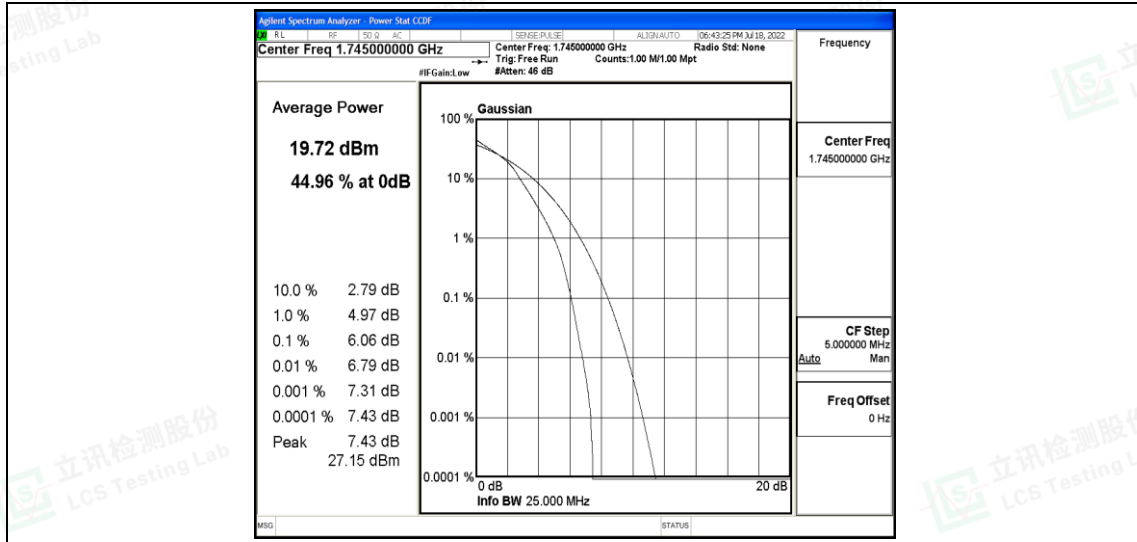 Agilent Spectrum Analyzer - Power Stat CCDF
RL RF 50 Ω AC SENSE:PULSE ALIGNAUTO 06:43:25 PM Jul 18, 2022
Center Freq 1.745000000 GHz
Center Freq: 1.745000000 GHz
Radio Std: None
Trig: Free Run
Counts:1.00 M/1.00 Mpt
#IFGain:Low
#Atten: 46 dB
Frequency
Average Power
19.72 dBm
44.96 % at 0dB
10.0 % 2.79 dB
1.0 % 4.97 dB
0.1 % 6.06 dB
0.01 % 6.79 dB
0.001 % 7.31 dB
0.0001 % 7.43 dB
Peak 7.43 dB
27.15 dBm
Gaussian
100 %
10 %
1 %
0.1 %
0.01 %
0.001 %
0.0001 %
0 dB
20 dB
Info BW 25.000 MHz
Center Freq
1.745000000 GHz
CF Step
5.000000 MHz
Auto Man
Freq Offset
0 Hz
MSG
STATUS
立讯检测股份
LCS Testing Lab
立讯检测股份
LCS Testing L